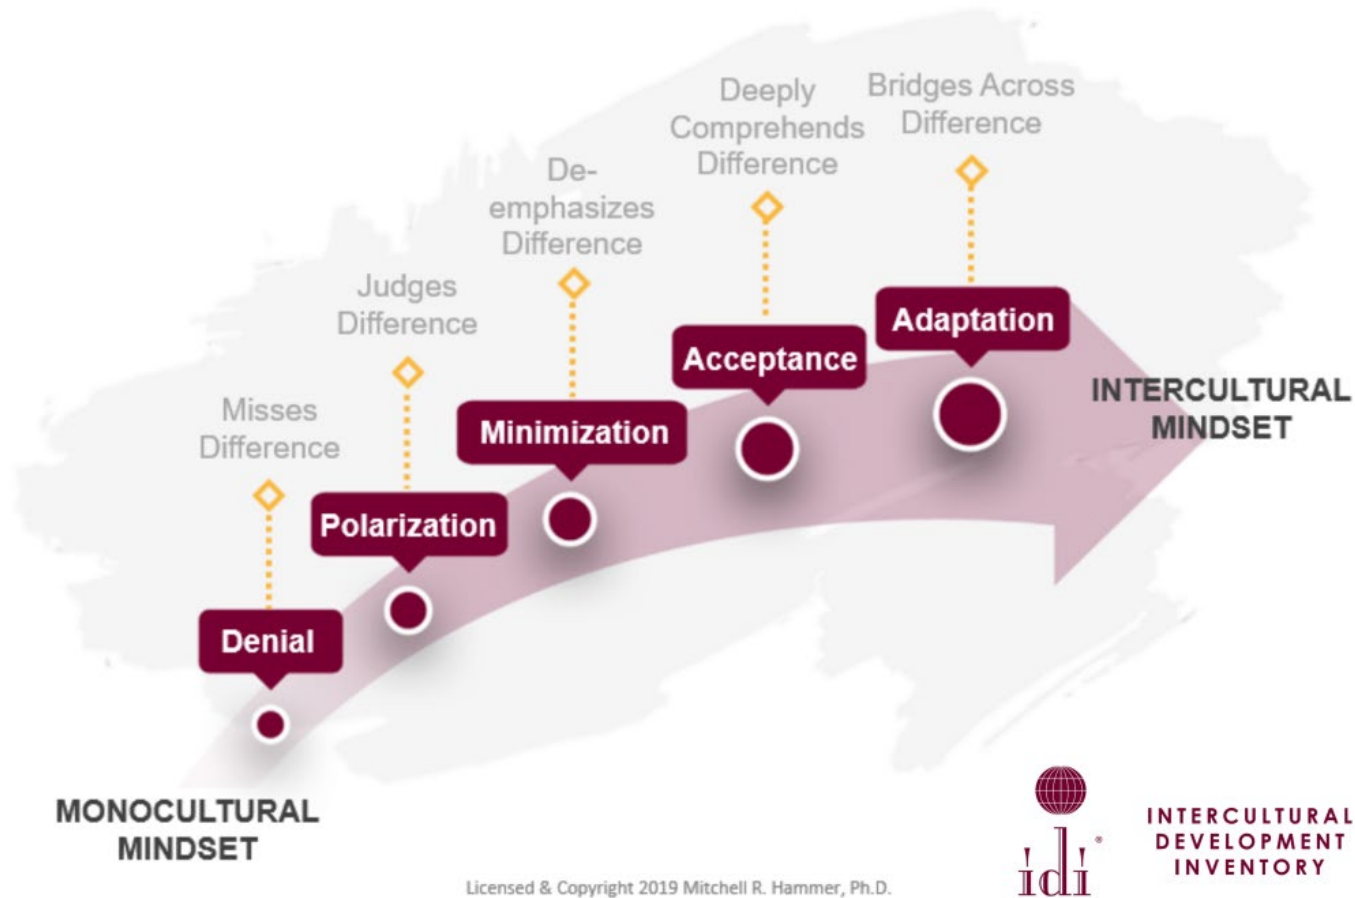 Deeply
Comprehends
Difference
Bridges Across
Difference
De-
emphasizes
Difference
Judges
Difference
Misses
Difference
Adaptation
Acceptance
Minimization
Polarization
Denial
INTERCULTURAL
MINDSET
MONOCULTURAL
MINDSET
idi®
INTERCULTURAL
DEVELOPMENT
INVENTORY
Licensed & Copyright 2019 Mitchell R. Hammer, Ph.D.